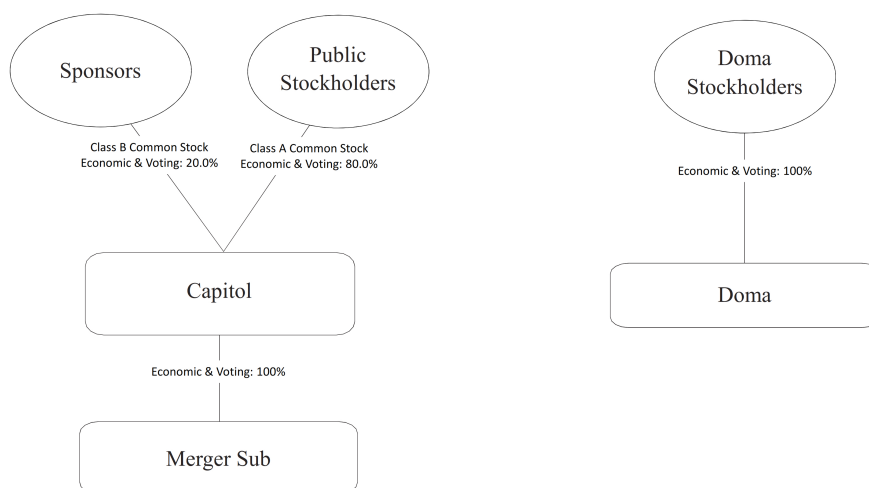 Sponsors
Public
Stockholders
Doma
Stockholders
Class B Common Stock
Economic & Voting: 20.0%
Class A Common Stock
Economic & Voting: 80.0%
Economic & Voting: 100%
Capitol
Doma
Economic & Voting: 100%
Merger Sub